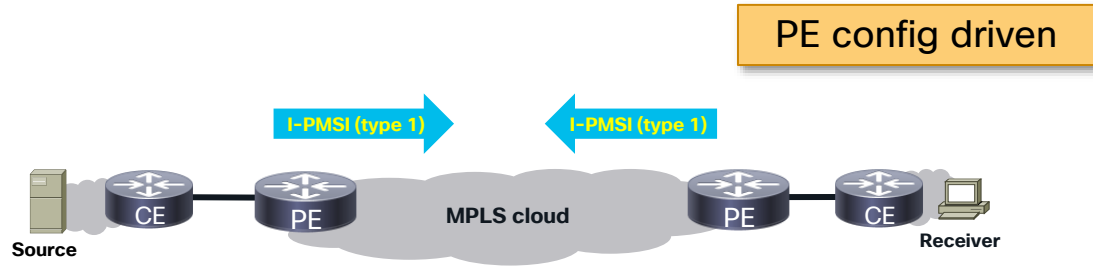 PE config driven
I-PMSI (type 1)
I-PMSI (type 1)
CE
PE
MPLS cloud
PE
CE
Source
Receiver